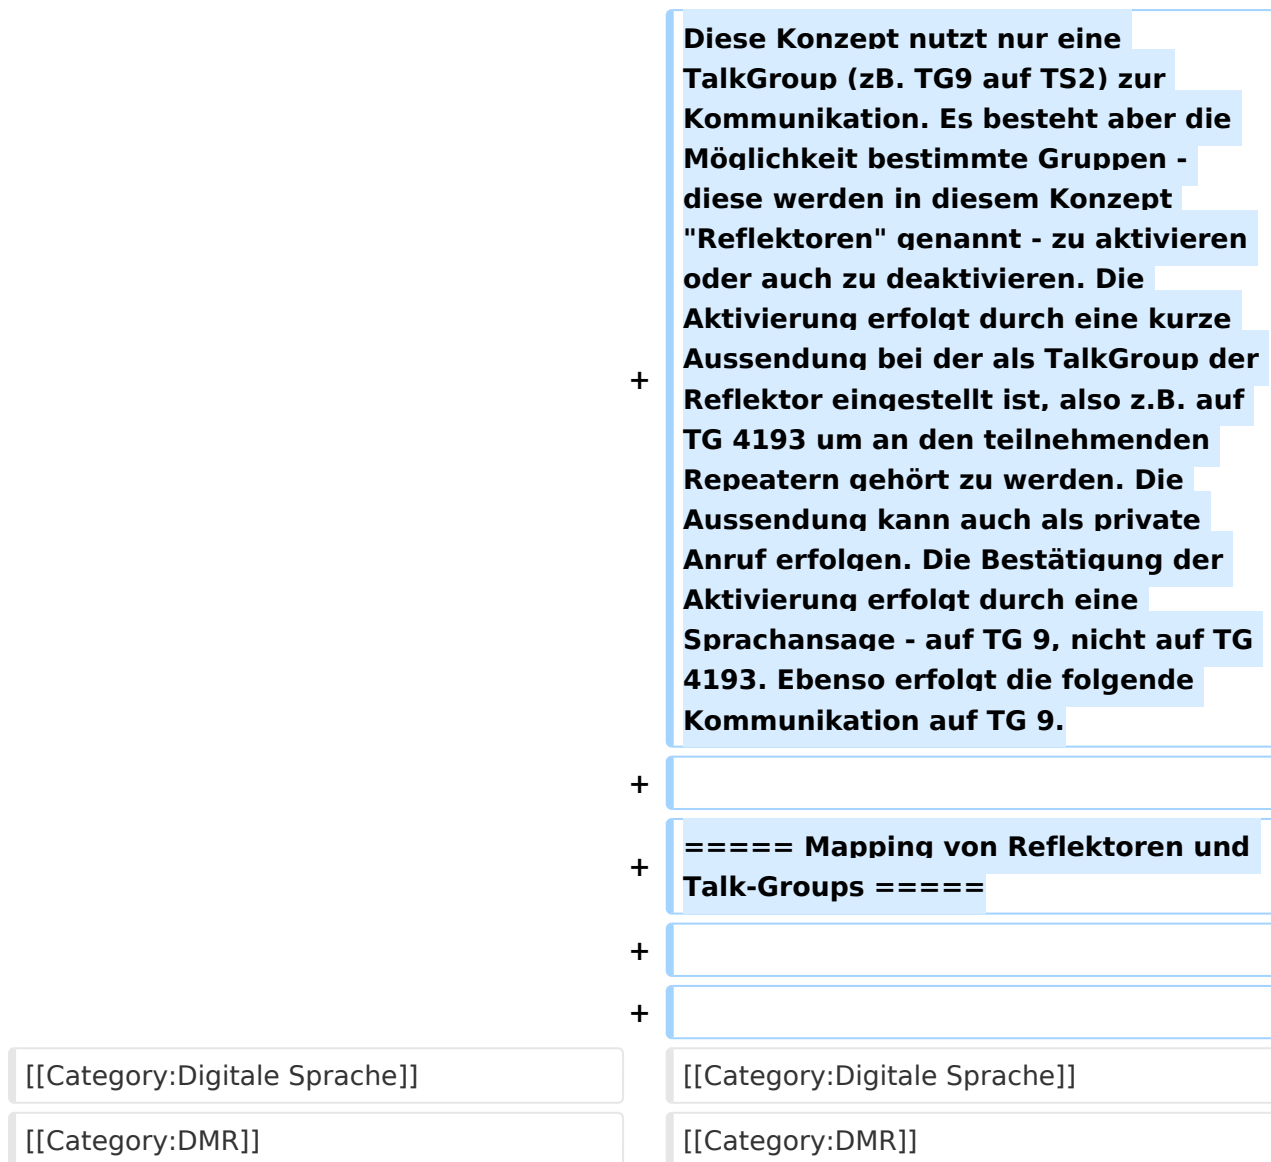 Diese Konzept nutzt nur eine
TalkGroup (zB. TG9 auf TS2) zur
Kommunikation. Es besteht aber die
Möglichkeit bestimmte Gruppen -
diese werden in diesem Konzept
"Reflektoren" genannt - zu aktivieren
oder auch zu deaktivieren. Die
Aktivierung erfolgt durch eine kurze
Aussendung bei der als TalkGroup der
+ Reflektor eingestellt ist, also z.B. auf
TG 4193 um an den teilnehmenden
Repeatern gehört zu werden. Die
Aussendung kann auch als private
Anruf erfolgen. Die Bestätigung der
Aktivierung erfolgt durch eine
Sprachansage - auf TG 9, nicht auf TG
4193. Ebenso erfolgt die folgende
Kommunikation auf TG 9.
+
+ ===== Mapping von Reflektoren und
Talk-Groups =====
+
+
[[Category:Digitale Sprache]] [[Category:Digitale Sprache]]
[[Category:DMR]] [[Category:DMR]]